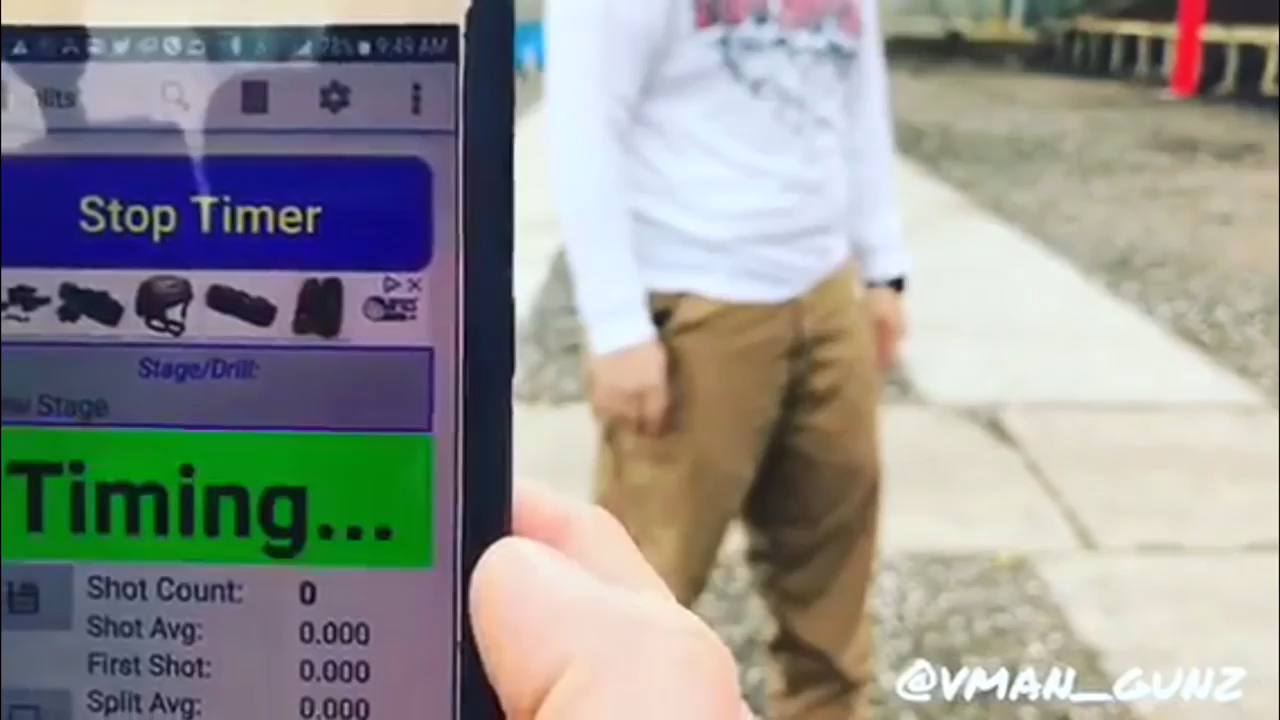 78% 9:49 AM
Stop Timer
Stage/Drill:
Stage
Timing...
Shot Count: 0
Shot Avg: 0.000
First Shot: 0.000
Split Avg: 0.000
@VMAN_GUNZ